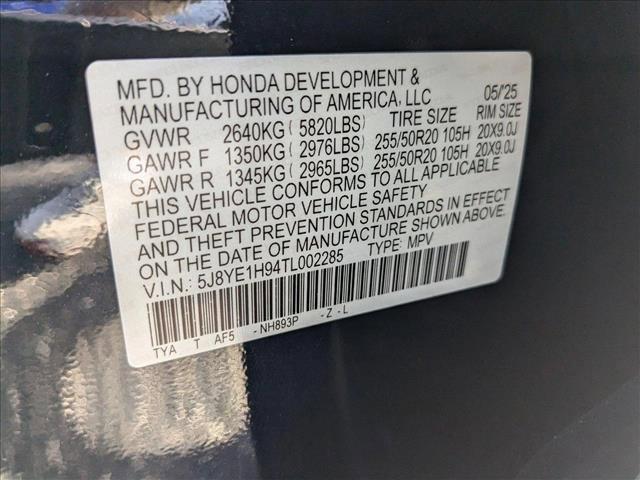 MFD. BY HONDA DEVELOPMENT &
MANUFACTURING OF AMERICA, LLC 05/'25
GVWR 2640KG ( 5820LBS) TIRE SIZE RIM SIZE
GAWR F 1350KG ( 2976LBS) 255/50R20 105H 20X9.0J
GAWR R 1345KG ( 2965LBS) 255/50R20 105H 20X9.0J
THIS VEHICLE CONFORMS TO ALL APPLICABLE
FEDERAL MOTOR VEHICLE SAFETY
AND THEFT PREVENTION STANDARDS IN EFFECT
ON THE DATE OF MANUFACTURE SHOWN ABOVE.
V.I.N.: 5J8YE1H94TL002285 TYPE: MPV
TYA T AF5 -NH893P -Z-L